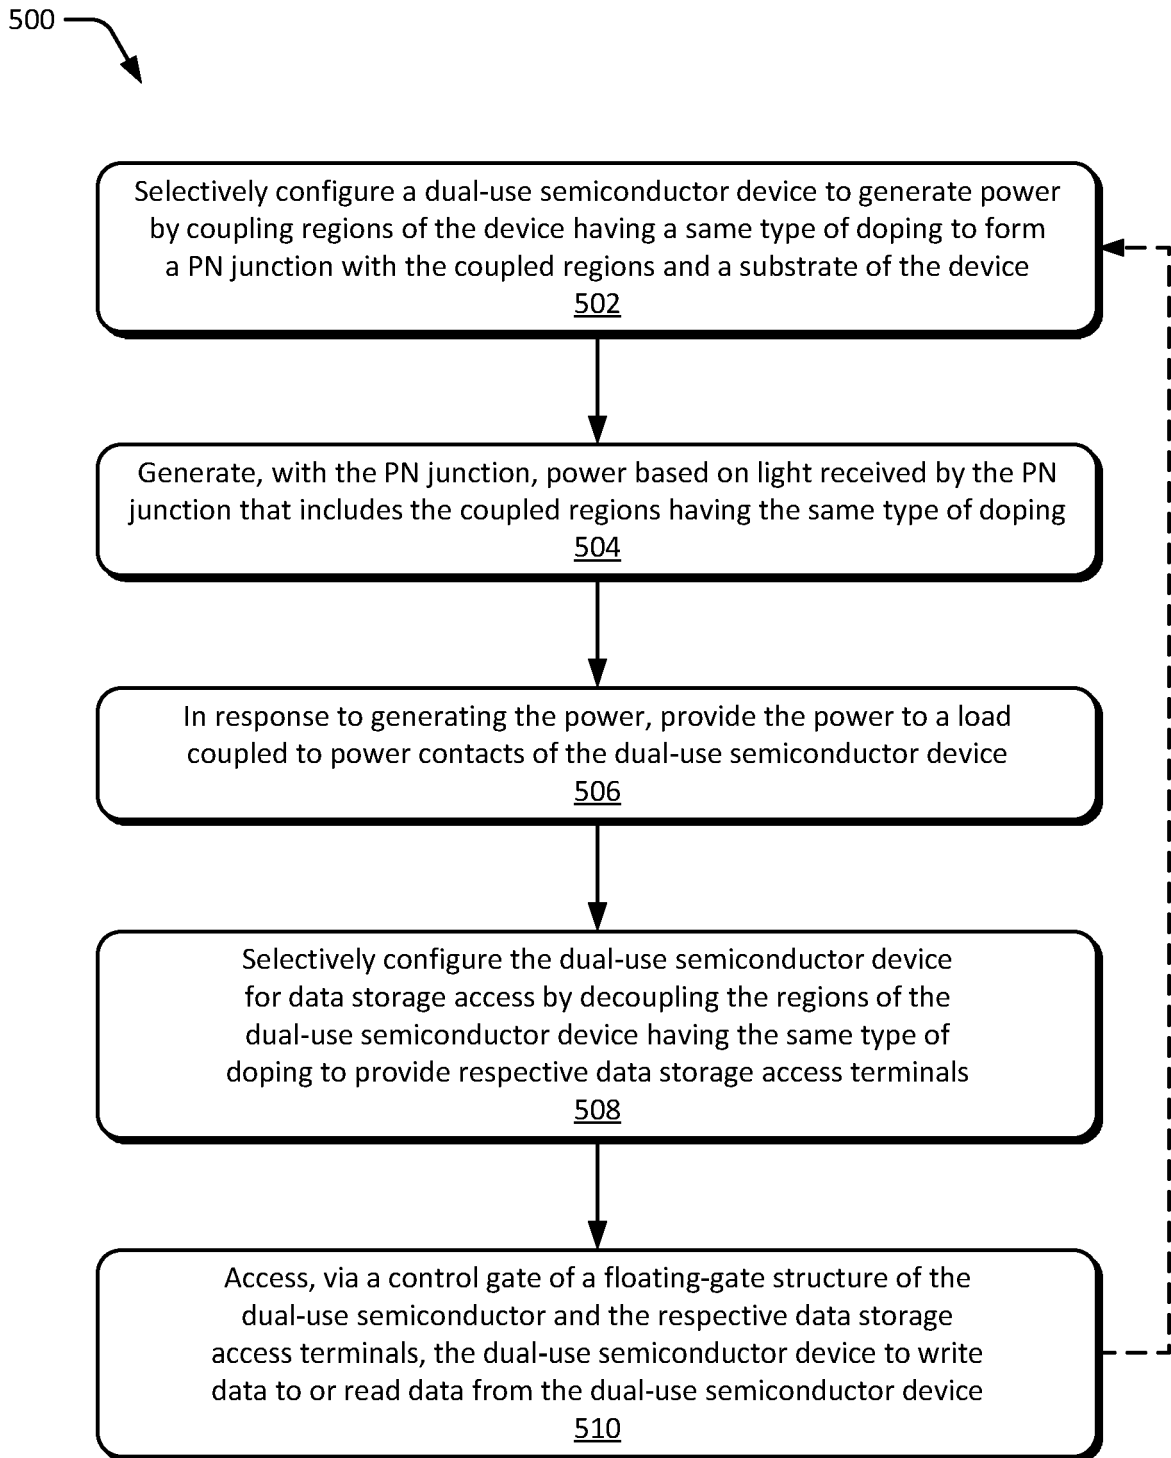 500
Selectively configure a dual-use semiconductor device to generate power
by coupling regions of the device having a same type of doping to form
a PN junction with the coupled regions and a substrate of the device
502
Generate, with the PN junction, power based on light received by the PN
junction that includes the coupled regions having the same type of doping
504
In response to generating the power, provide the power to a load
coupled to power contacts of the dual-use semiconductor device
506
Selectively configure the dual-use semiconductor device
for data storage access by decoupling the regions of the
dual-use semiconductor device having the same type of
doping to provide respective data storage access terminals
508
Access, via a control gate of a floating-gate structure of the
dual-use semiconductor and the respective data storage
access terminals, the dual-use semiconductor device to write
data to or read data from the dual-use semiconductor device
510